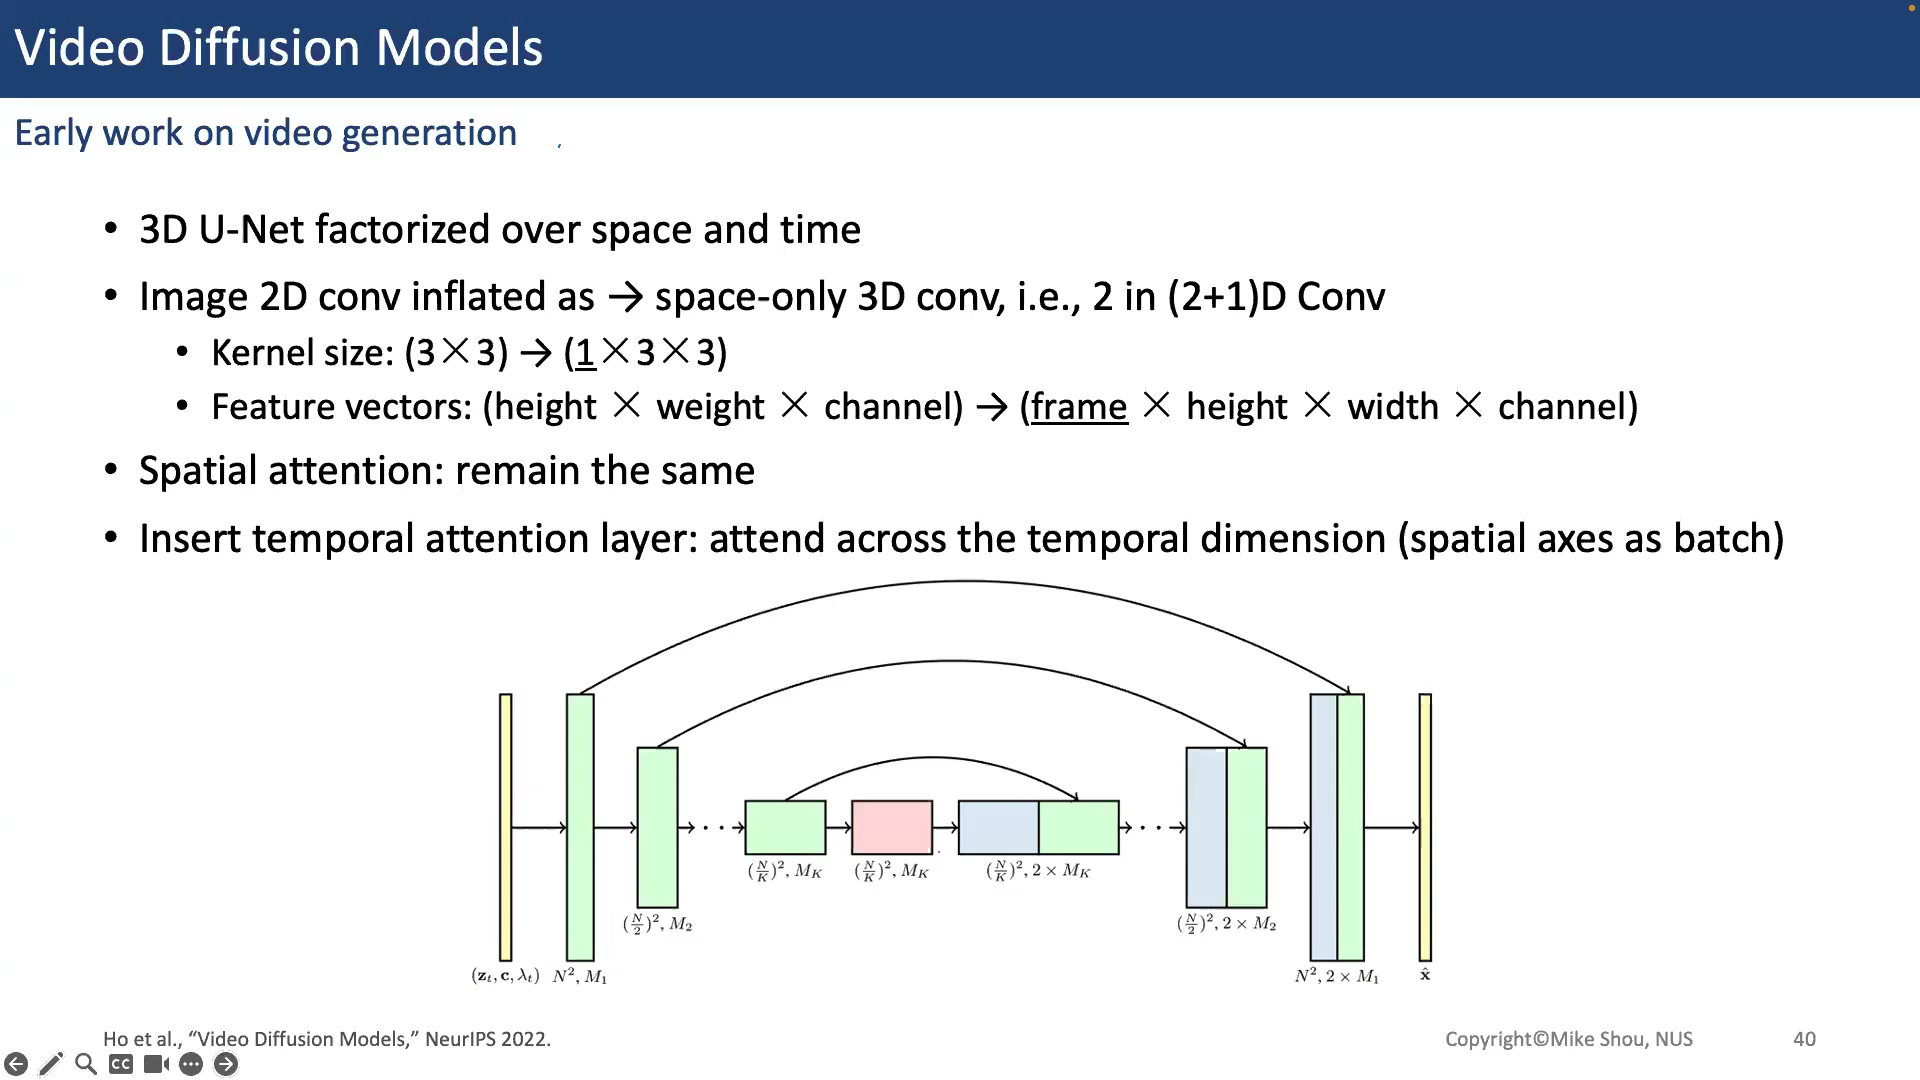 Video Diffusion Models
Early work on video generation
• 3D U-Net factorized over space and time
• Image 2D conv inflated as → space-only 3D conv, i.e., 2 in (2+1)D Conv
• Kernel size: (3×3) → (1×3×3)
• Feature vectors: (height × weight × channel) → (frame × height × width × channel)
• Spatial attention: remain the same
• Insert temporal attention layer: attend across the temporal dimension (spatial axes as batch)
(N/K)², M_K (N/K)², M_K (N/K)², 2 × M_K
(N/2)², M₂ (N/2)², 2 × M₂
(z_t, c, λ_t) N², M₁ N², 2 × M₁ x̂
Ho et al., “Video Diffusion Models,” NeurIPS 2022.
Copyright©Mike Shou, NUS 40
CC